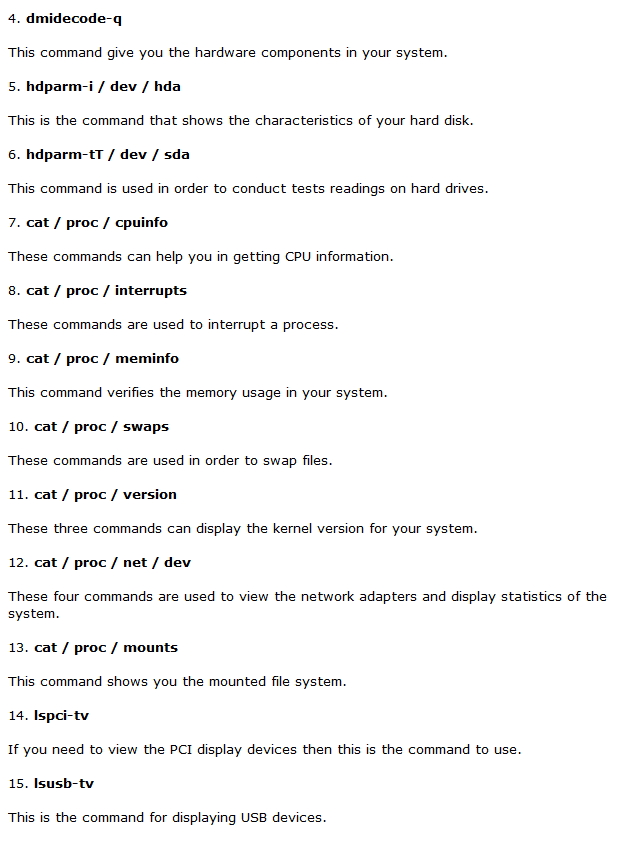 4. dmidecode-q
This command give you the hardware components in your system.
5. hdparm-i / dev / hda
This is the command that shows the characteristics of your hard disk.
6. hdparm-tT / dev / sda
This command is used in order to conduct tests readings on hard drives.
7. cat / proc / cpuinfo
These commands can help you in getting CPU information.
8. cat / proc / interrupts
These commands are used to interrupt a process.
9. cat / proc / meminfo
This command verifies the memory usage in your system.
10. cat / proc / swaps
These commands are used in order to swap files.
11. cat / proc / version
These three commands can display the kernel version for your system.
12. cat / proc / net / dev
These four commands are used to view the network adapters and display statistics of the
system.
13. cat / proc / mounts
This command shows you the mounted file system.
14. lspci-tv
If you need to view the PCI display devices then this is the command to use.
15. lsusb-tv
This is the command for displaying USB devices.